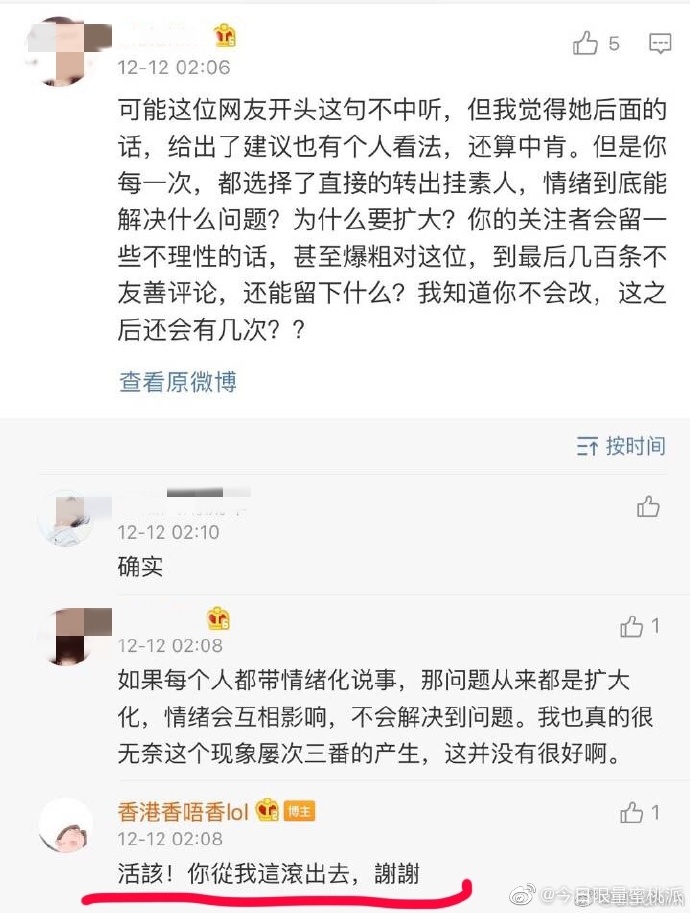 5
12-12 02:06
可能这位网友开头这句不中听，但我觉得她后面的
话，给出了建议也有个人看法，还算中肯。但是你
每一次，都选择了直接的转出挂素人，情绪到底能
解决什么问题？为什么要扩大？你的关注者会留一
些不理性的话，甚至爆粗对这位，到最后几百条不
友善评论，还能留下什么？我知道你不会改，这之
后还会有几次？？
查看原微博
按时间
12-12 02:10
确实
1
12-12 02:08
如果每个人都带情绪化说事，那问题从来都是扩大
化，情绪会互相影响，不会解决到问题。我也真的很
无奈这个现象屡次三番的产生，这并没有很好啊。
香港香唔香lol 博主 1
12-12 02:08
活該！你從我這滾出去，謝謝
@今日限量蜜桃派